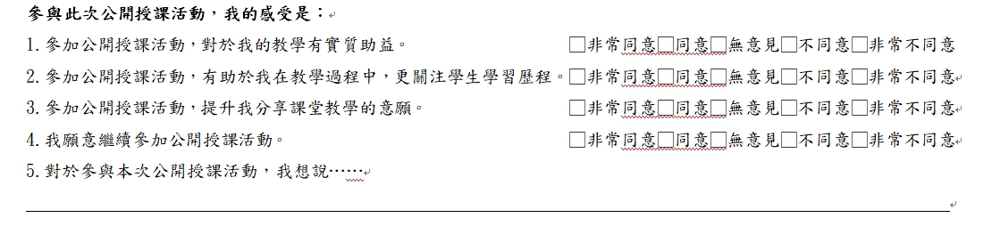 參與此次公開授課活動，我的感受是：
1.參加公開授課活動，對於我的教學有實質助益。 □非常同意□同意□無意見□不同意□非常不同意
2.參加公開授課活動，有助於我在教學過程中，更關注學生學習歷程。□非常同意□同意□無意見□不同意□非常不同意
3.參加公開授課活動，提升我分享課堂教學的意願。 □非常同意□同意□無意見□不同意□非常不同意
4.我願意繼續參加公開授課活動。 □非常同意□同意□無意見□不同意□非常不同意
5.對於參與本次公開授課活動，我想說……